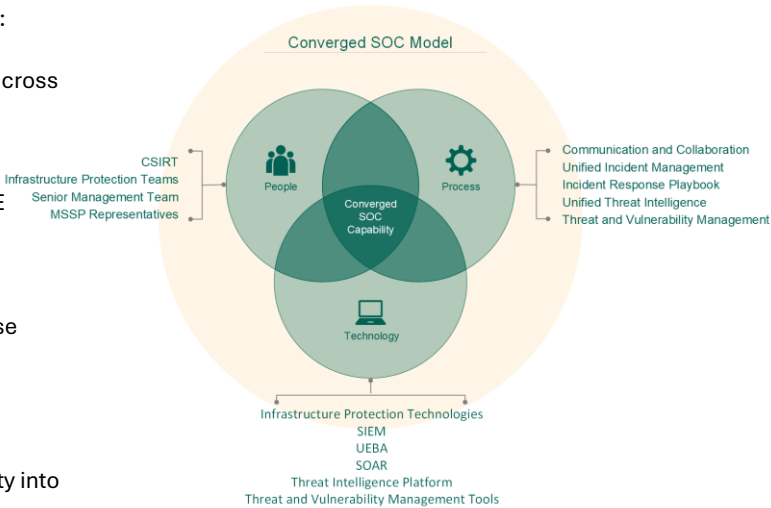 :
cross
E
se
ty into
Converged SOC Model
People
Process
Converged
SOC
Capability
Technology
CSIRT
Infrastructure Protection Teams
Senior Management Team
MSSP Representatives
Communication and Collaboration
Unified Incident Management
Incident Response Playbook
Unified Threat Intelligence
Threat and Vulnerability Management
Infrastructure Protection Technologies
SIEM
UEBA
SOAR
Threat Intelligence Platform
Threat and Vulnerability Management Tools